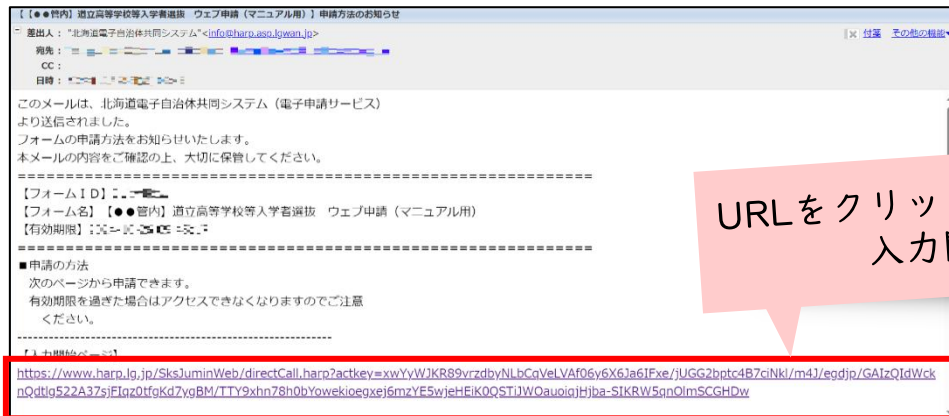 【【●●管内】道立高等学校等入学者選抜 ウェブ申請（マニュアル用）】申請方法のお知らせ
差出人： "北海道電子自治体共同システム"<info@harp.aso.lgwan.jp>
付箋 その他の機能▼
宛先：
CC：
日時：
このメールは、北海道電子自治体共同システム（電子申請サービス）
より送信されました。
フォームの申請方法をお知らせいたします。
本メールの内容をご確認の上、大切に保管してください。
==================================================================
【フォームＩＤ】
【フォーム名】【●●管内】道立高等学校等入学者選抜 ウェブ申請（マニュアル用）
【有効期限】
==================================================================
■申請の方法
次のページから申請できます。
有効期限を過ぎた場合はアクセスできなくなりますのでご注意
ください。
------------------------------------------------------------
【入力開始ページ】
https://www.harp.lg.jp/SksJuminWeb/directCall.harp?actkey=xwYyWJKR89vrzdbyNLbCqVeLVAf06y6X6Ja6IFxe/jUGG2bptc4B7ciNkl/m4J/egdjp/GAIzQIdWck
nQdtlg522A37sjFIqz0tfgKd7ygBM/TTY9xhn78h0bYowekioegxej6mzYE5wjeHEiK0QSTiJWOauoiqjHjba-SIKRW5qnOlmSCGHDw
URLをクリッ
入力